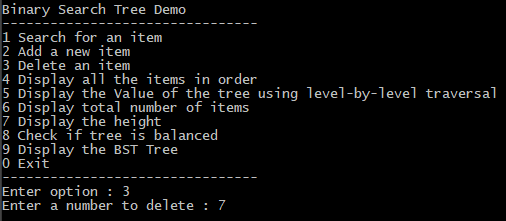 Binary Search Tree Demo
--------------------------------
1 Search for an item
2 Add a new item
3 Delete an item
4 Display all the items in order
5 Display the Value of the tree using level-by-level traversal
6 Display total number of items
7 Display the height
8 Check if tree is balanced
9 Display the BST Tree
0 Exit
--------------------------------
Enter option : 3
Enter a number to delete : 7